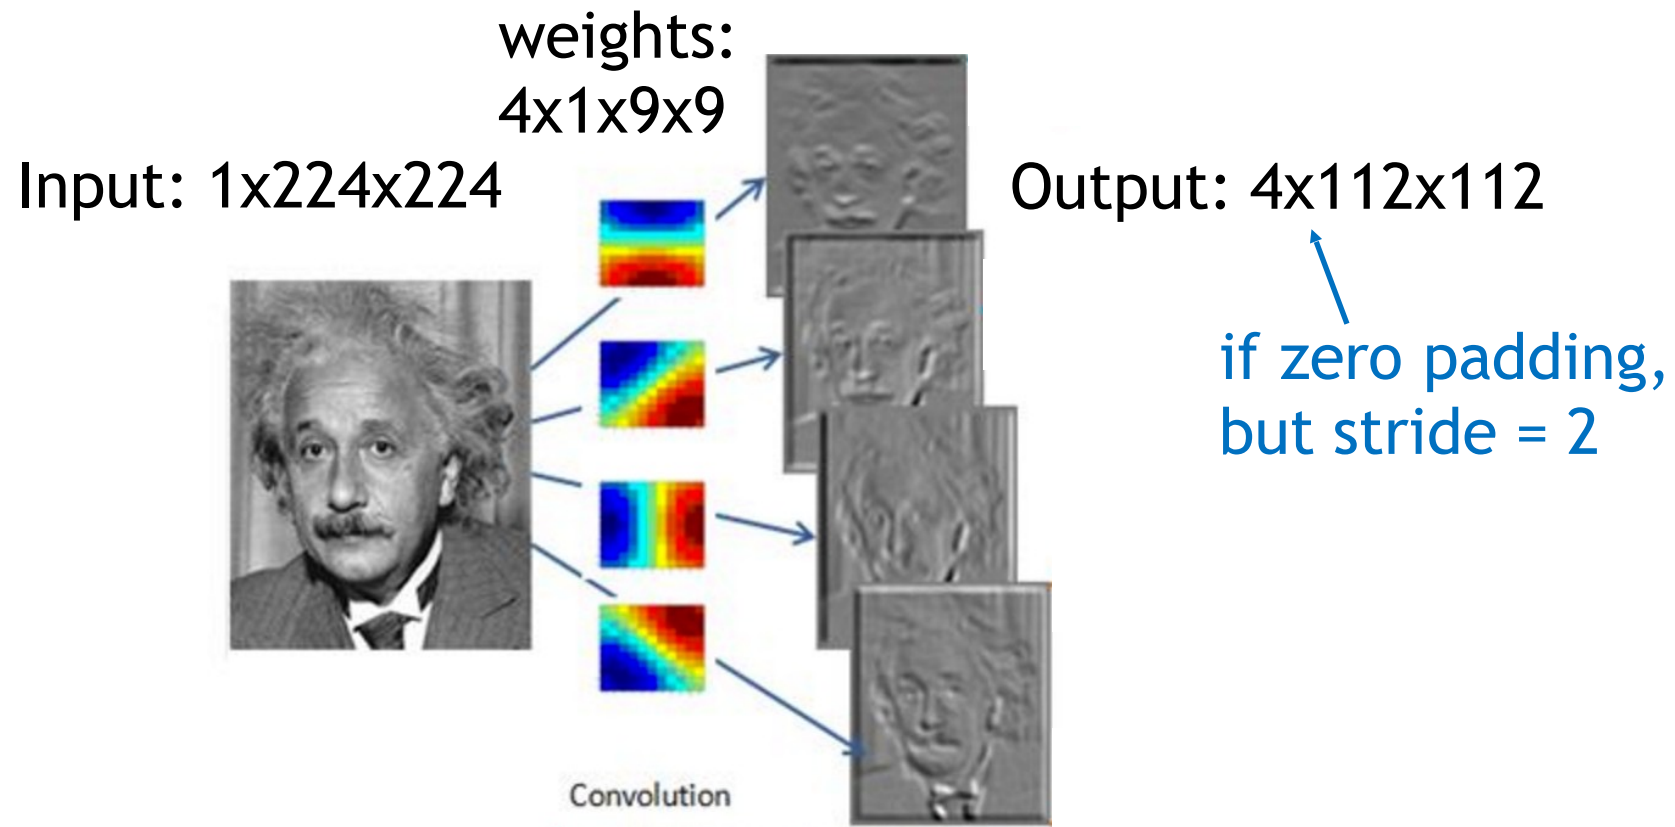 weights:
4x1x9x9
Input: 1x224x224
Output: 4x112x112
if zero padding,
but stride = 2
Convolution